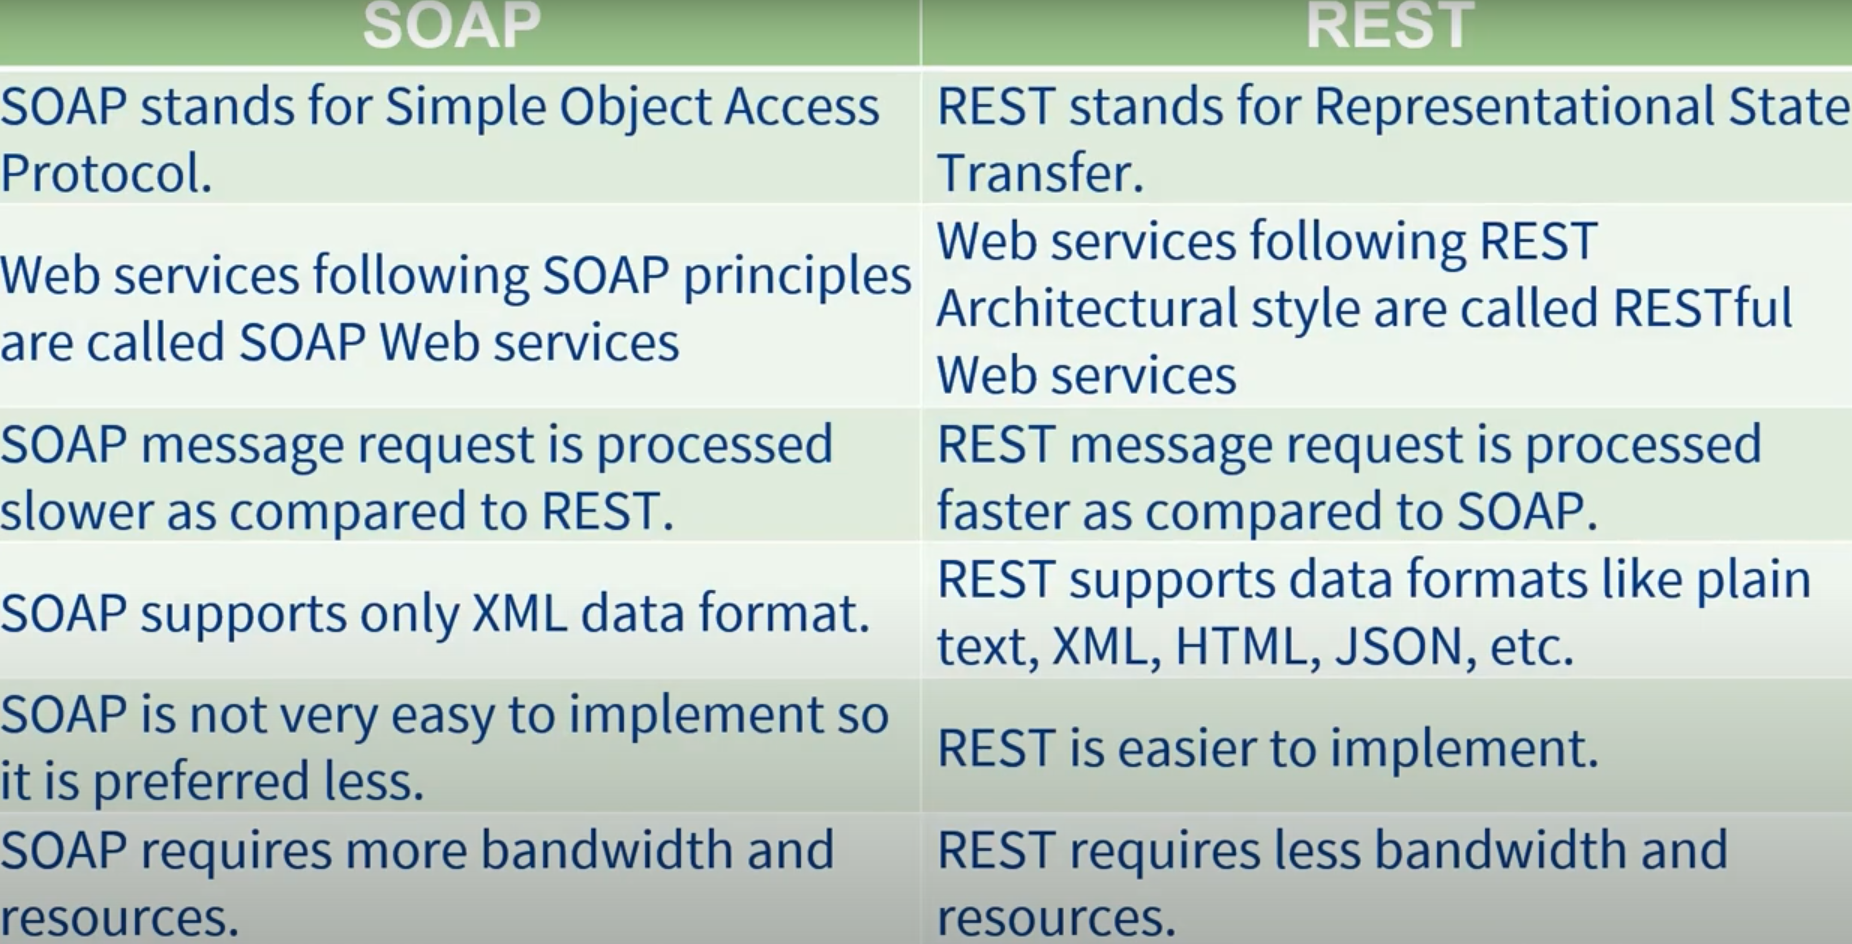 SOAP
REST
SOAP stands for Simple Object Access
Protocol.
REST stands for Representational State
Transfer.
Web services following SOAP principles
are called SOAP Web services
Web services following REST
Architectural style are called RESTful
Web services
SOAP message request is processed
slower as compared to REST.
REST message request is processed
faster as compared to SOAP.
SOAP supports only XML data format.
REST supports data formats like plain
text, XML, HTML, JSON, etc.
SOAP is not very easy to implement so
it is preferred less.
REST is easier to implement.
SOAP requires more bandwidth and
resources.
REST requires less bandwidth and
resources.